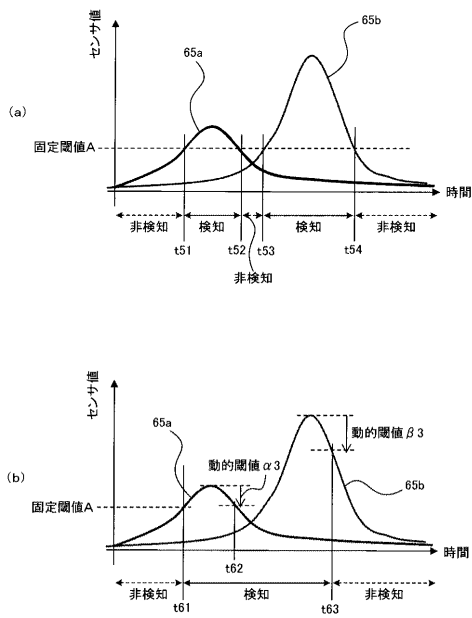 (a)
センサ値
65a
65b
固定閾値A
時間
非検知 検知 検知 非検知
t51 t52 t53 t54
非検知
(b)
センサ値
65a
動的閾値α3
動的閾値β3
65b
固定閾値A
時間
t62
非検知 検知 非検知
t61 t63